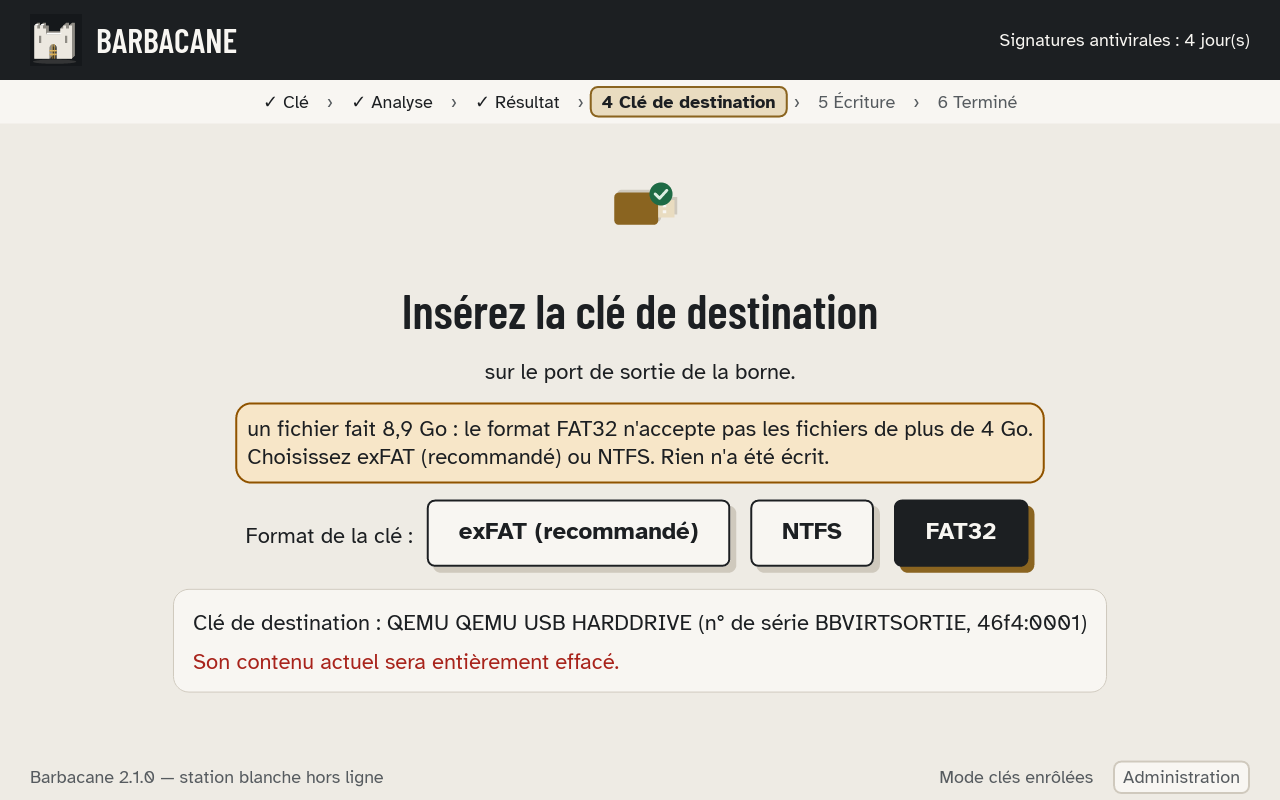 BARBACANE
Signatures antivirales : 4 jour(s)
✓ Clé › ✓ Analyse › ✓ Résultat › 4 Clé de destination › 5 Écriture › 6 Terminé
Insérez la clé de destination
sur le port de sortie de la borne.
un fichier fait 8,9 Go : le format FAT32 n'accepte pas les fichiers de plus de 4 Go.
Choisissez exFAT (recommandé) ou NTFS. Rien n'a été écrit.
Format de la clé : exFAT (recommandé) NTFS FAT32
Clé de destination : QEMU QEMU USB HARDDRIVE (n° de série BBVIRTSORTIE, 46f4:0001)
Son contenu actuel sera entièrement effacé.
Barbacane 2.1.0 — station blanche hors ligne
Mode clés enrôlées Administration